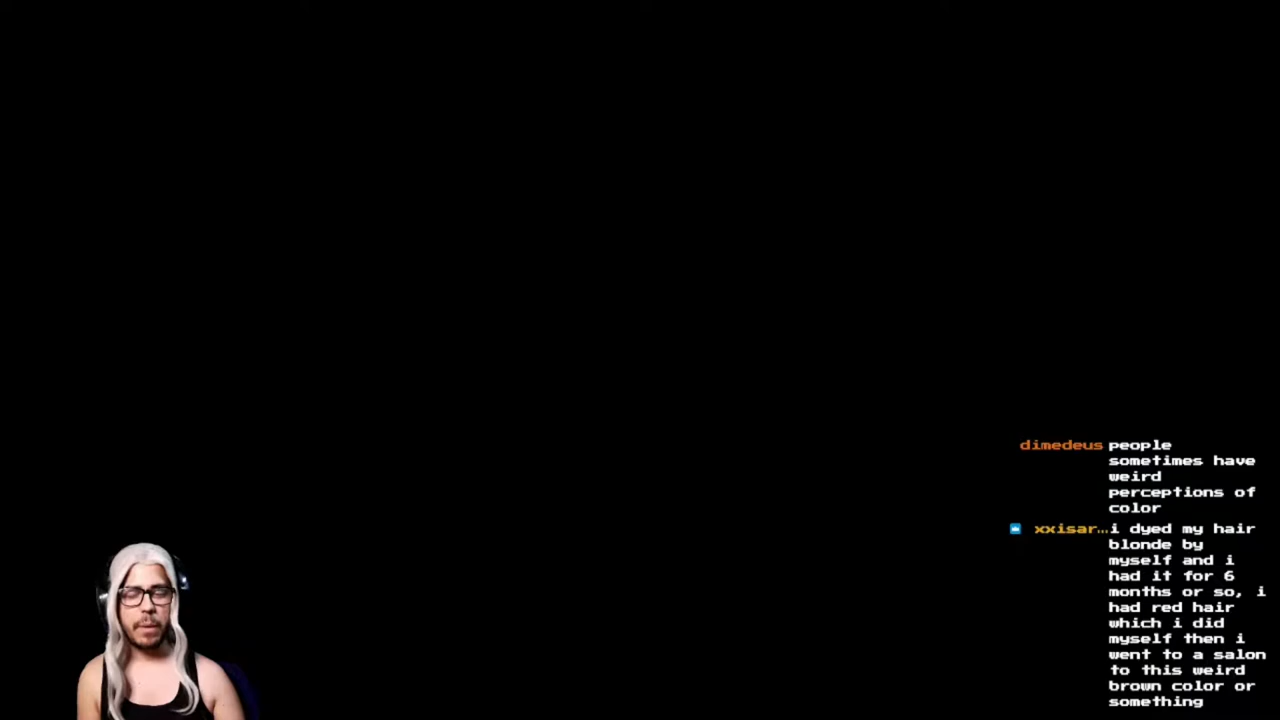 dimedeus people
sometimes have
weird
perceptions of
color
xxisar...i dyed my hair
blonde by
myself and i
had it for 6
months or so, i
had red hair
which i did
myself then i
went to a salon
to this weird
brown color or
something